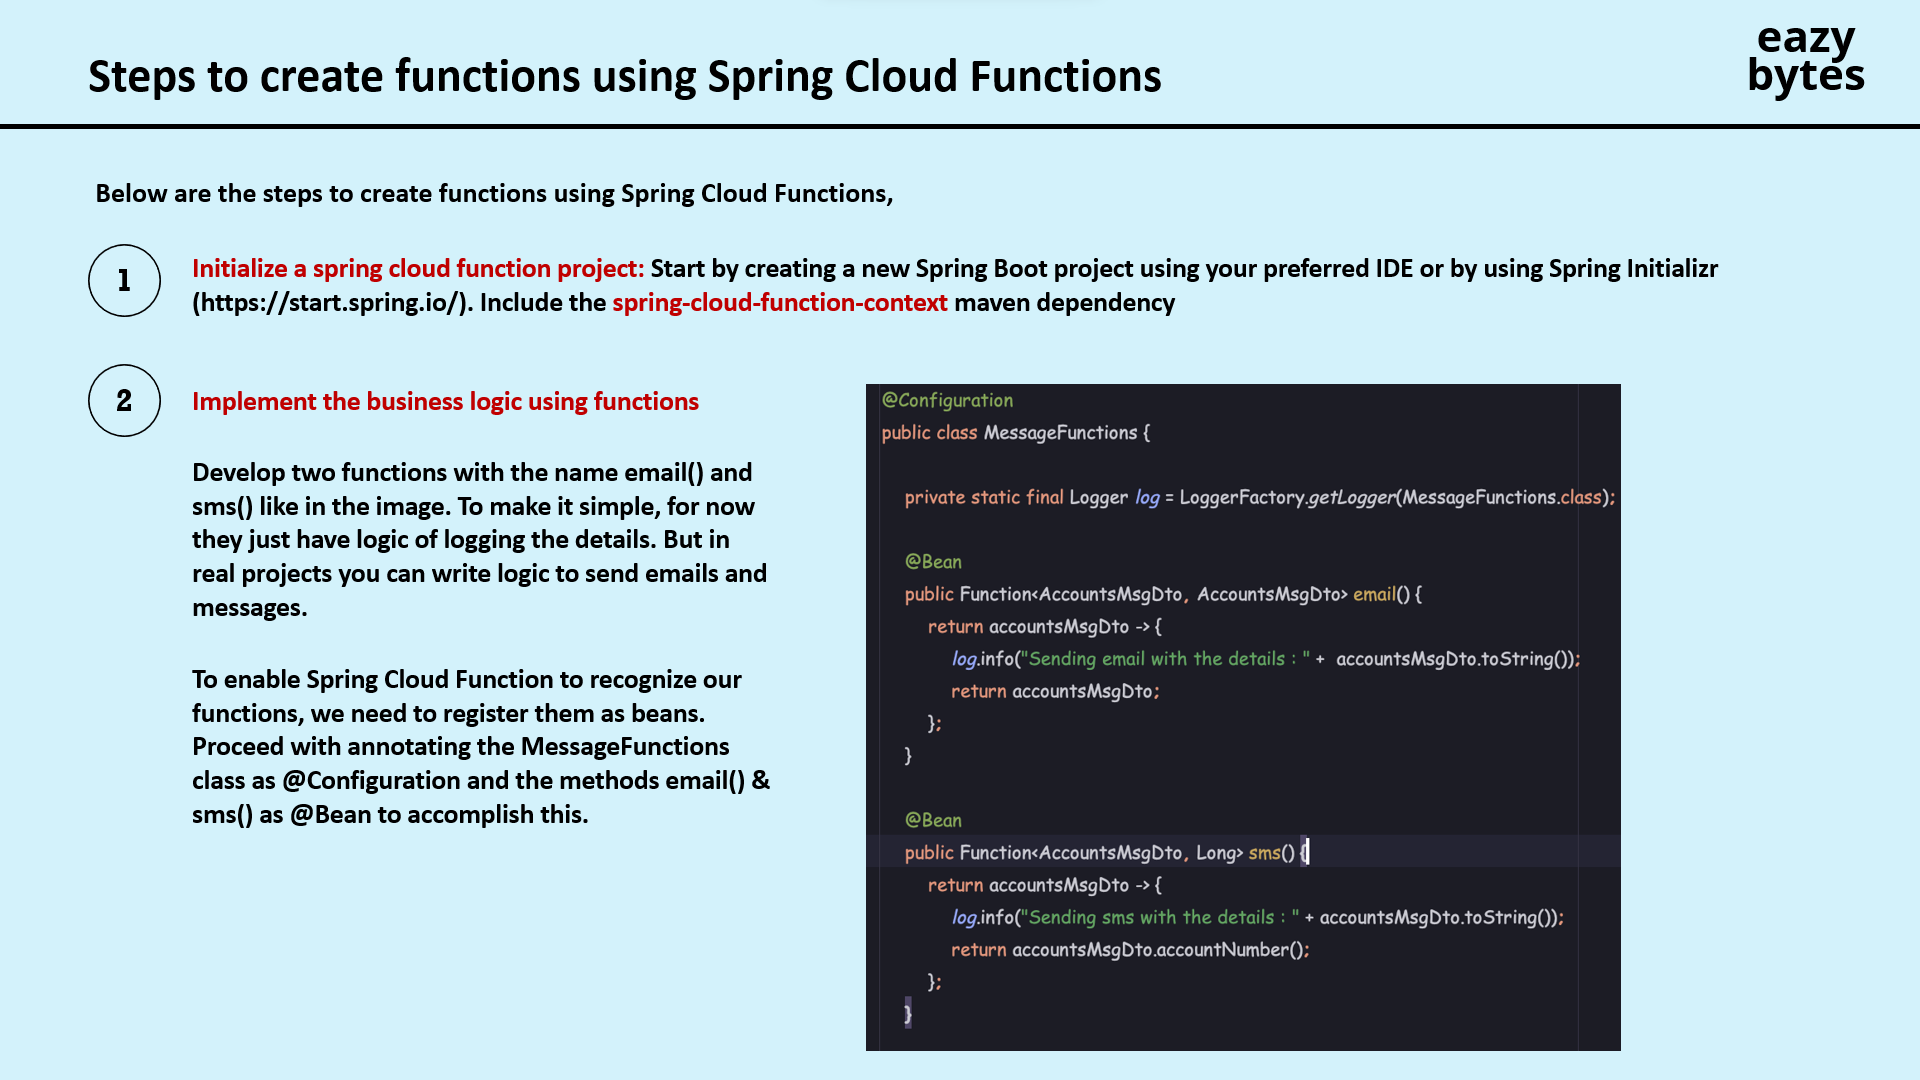 eazy
bytes
Steps to create functions using Spring Cloud Functions
Below are the steps to create functions using Spring Cloud Functions,
1
Initialize a spring cloud function project: Start by creating a new Spring Boot project using your preferred IDE or by using Spring Initializr
(https://start.spring.io/). Include the spring-cloud-function-context maven dependency
2
Implement the business logic using functions
Develop two functions with the name email() and
sms() like in the image. To make it simple, for now
they just have logic of logging the details. But in
real projects you can write logic to send emails and
messages.
To enable Spring Cloud Function to recognize our
functions, we need to register them as beans.
Proceed with annotating the MessageFunctions
class as @Configuration and the methods email() &
sms() as @Bean to accomplish this.
@Configuration
public class MessageFunctions {
private static final Logger log = LoggerFactory.getLogger(MessageFunctions.class);
@Bean
public Function<AccountsMsgDto, AccountsMsgDto> email() {
return accountsMsgDto -> {
log.info("Sending email with the details : " +  accountsMsgDto.toString());
return accountsMsgDto;
};
}
@Bean
public Function<AccountsMsgDto, Long> sms() {
return accountsMsgDto -> {
log.info("Sending sms with the details : " + accountsMsgDto.toString());
return accountsMsgDto.accountNumber();
};
}